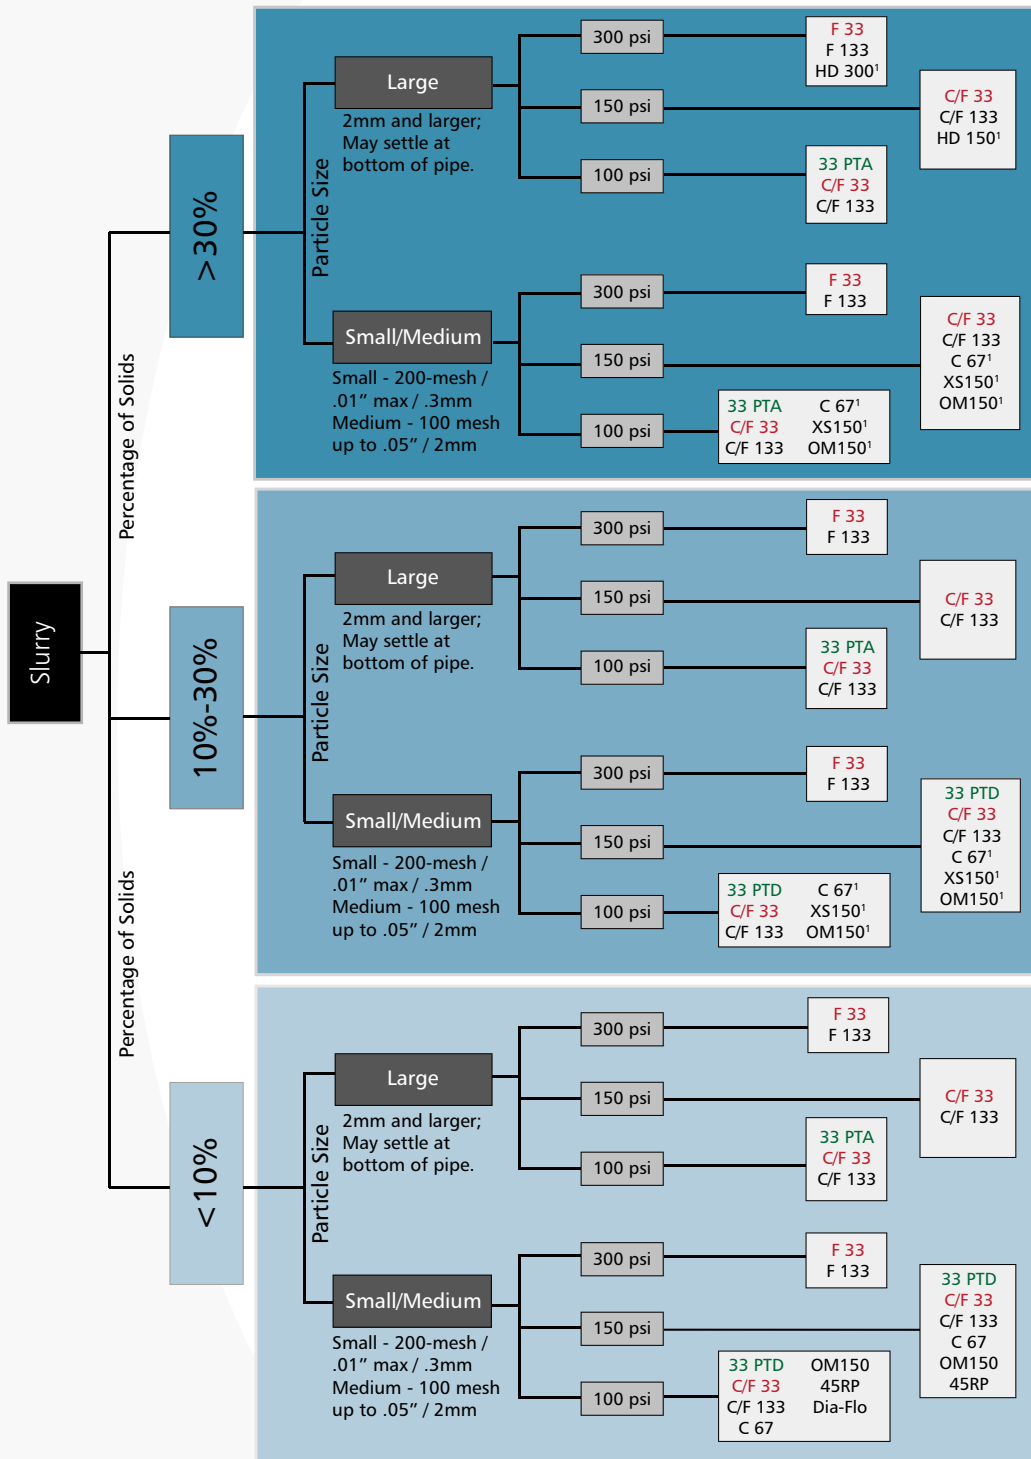 Slurry
Percentage of Solids
Percentage of Solids
>30%
Particle Size
Large
2mm and larger;
May settle at
bottom of pipe.
300 psi
F 33
F 133
HD 300¹
150 psi
C/F 33
C/F 133
HD 150¹
100 psi
33 PTA
C/F 33
C/F 133
Small/Medium
Small - 200-mesh /
.01” max / .3mm
Medium - 100 mesh
up to .05” / 2mm
300 psi
F 33
F 133
150 psi
C/F 33
C/F 133
C 67¹
XS150¹
OM150¹
100 psi
33 PTA C 67¹
C/F 33 XS150¹
C/F 133 OM150¹
10%-30%
Particle Size
Large
2mm and larger;
May settle at
bottom of pipe.
300 psi
F 33
F 133
150 psi
C/F 33
C/F 133
100 psi
33 PTA
C/F 33
C/F 133
Small/Medium
Small - 200-mesh /
.01” max / .3mm
Medium - 100 mesh
up to .05” / 2mm
300 psi
F 33
F 133
150 psi
33 PTD
C/F 33
C/F 133
C 67¹
XS150¹
OM150¹
100 psi
33 PTD C 67¹
C/F 33 XS150¹
C/F 133 OM150¹
<10%
Particle Size
Large
2mm and larger;
May settle at
bottom of pipe.
300 psi
F 33
F 133
150 psi
C/F 33
C/F 133
100 psi
33 PTA
C/F 33
C/F 133
Small/Medium
Small - 200-mesh /
.01” max / .3mm
Medium - 100 mesh
up to .05” / 2mm
300 psi
F 33
F 133
150 psi
33 PTD
C/F 33
C/F 133
C 67
OM150
45RP
100 psi
33 PTD OM150
C/F 33 45RP
C/F 133 Dia-Flo
C 67